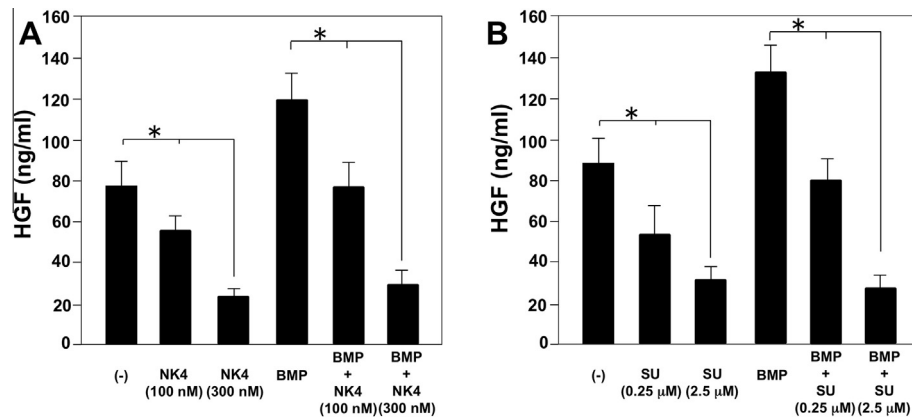 A
HGF (ng/ml)
160
140
120
100
80
60
40
20
0
*
*
(-)
NK4
(100 nM)
NK4
(300 nM)
BMP
BMP
+
NK4
(100 nM)
BMP
+
NK4
(300 nM)
B
HGF (ng/ml)
160
140
120
100
80
60
40
20
0
*
*
(-)
SU
(0.25 μM)
SU
(2.5 μM)
BMP
BMP
+
SU
(0.25 μM)
BMP
+
SU
(2.5 μM)